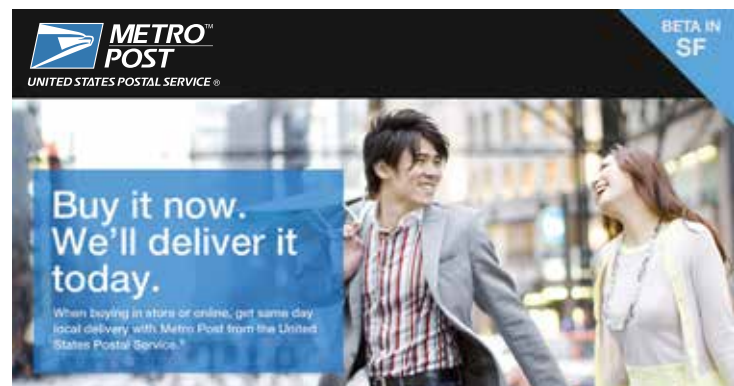 METRO™
POST
UNITED STATES POSTAL SERVICE ®
BETA IN
SF
Buy it now.
We'll deliver it
today.
When buying in store or online, get same day
local delivery with Metro Post from the United
States Postal Service.®